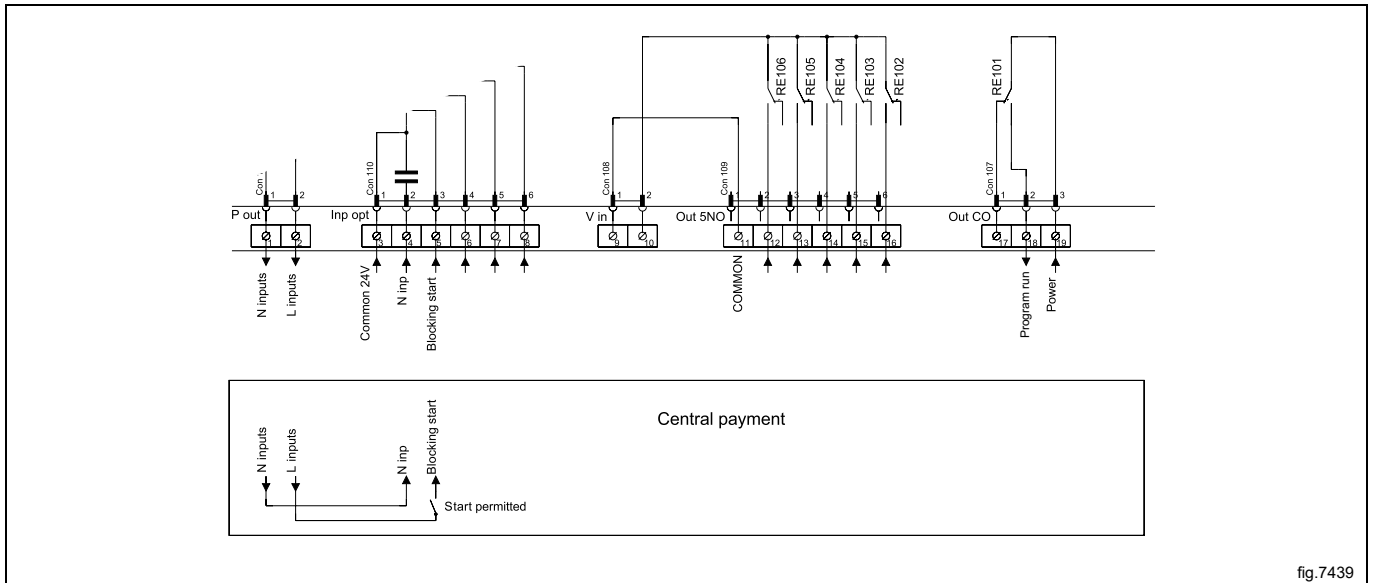 RE106
RE105
RE104
RE103
RE102
RE101
Con
Con 110
Con 108
Con 109
Con 107
1 2
1 2 3 4 5 6
1 2
1 2 3 4 5 6
1 2 3
P out
Inp opt
V in
Out 5NO
Out CO
1 2
3 4 5 6 7 8
9 10
11 12 13 14 15 16
17 18 19
N inputs
L inputs
Common 24V
N inp
Blocking start
COMMON
Program run
Power
Central payment
N inputs
L inputs
N inp
Blocking start
Start permitted
fig.7439